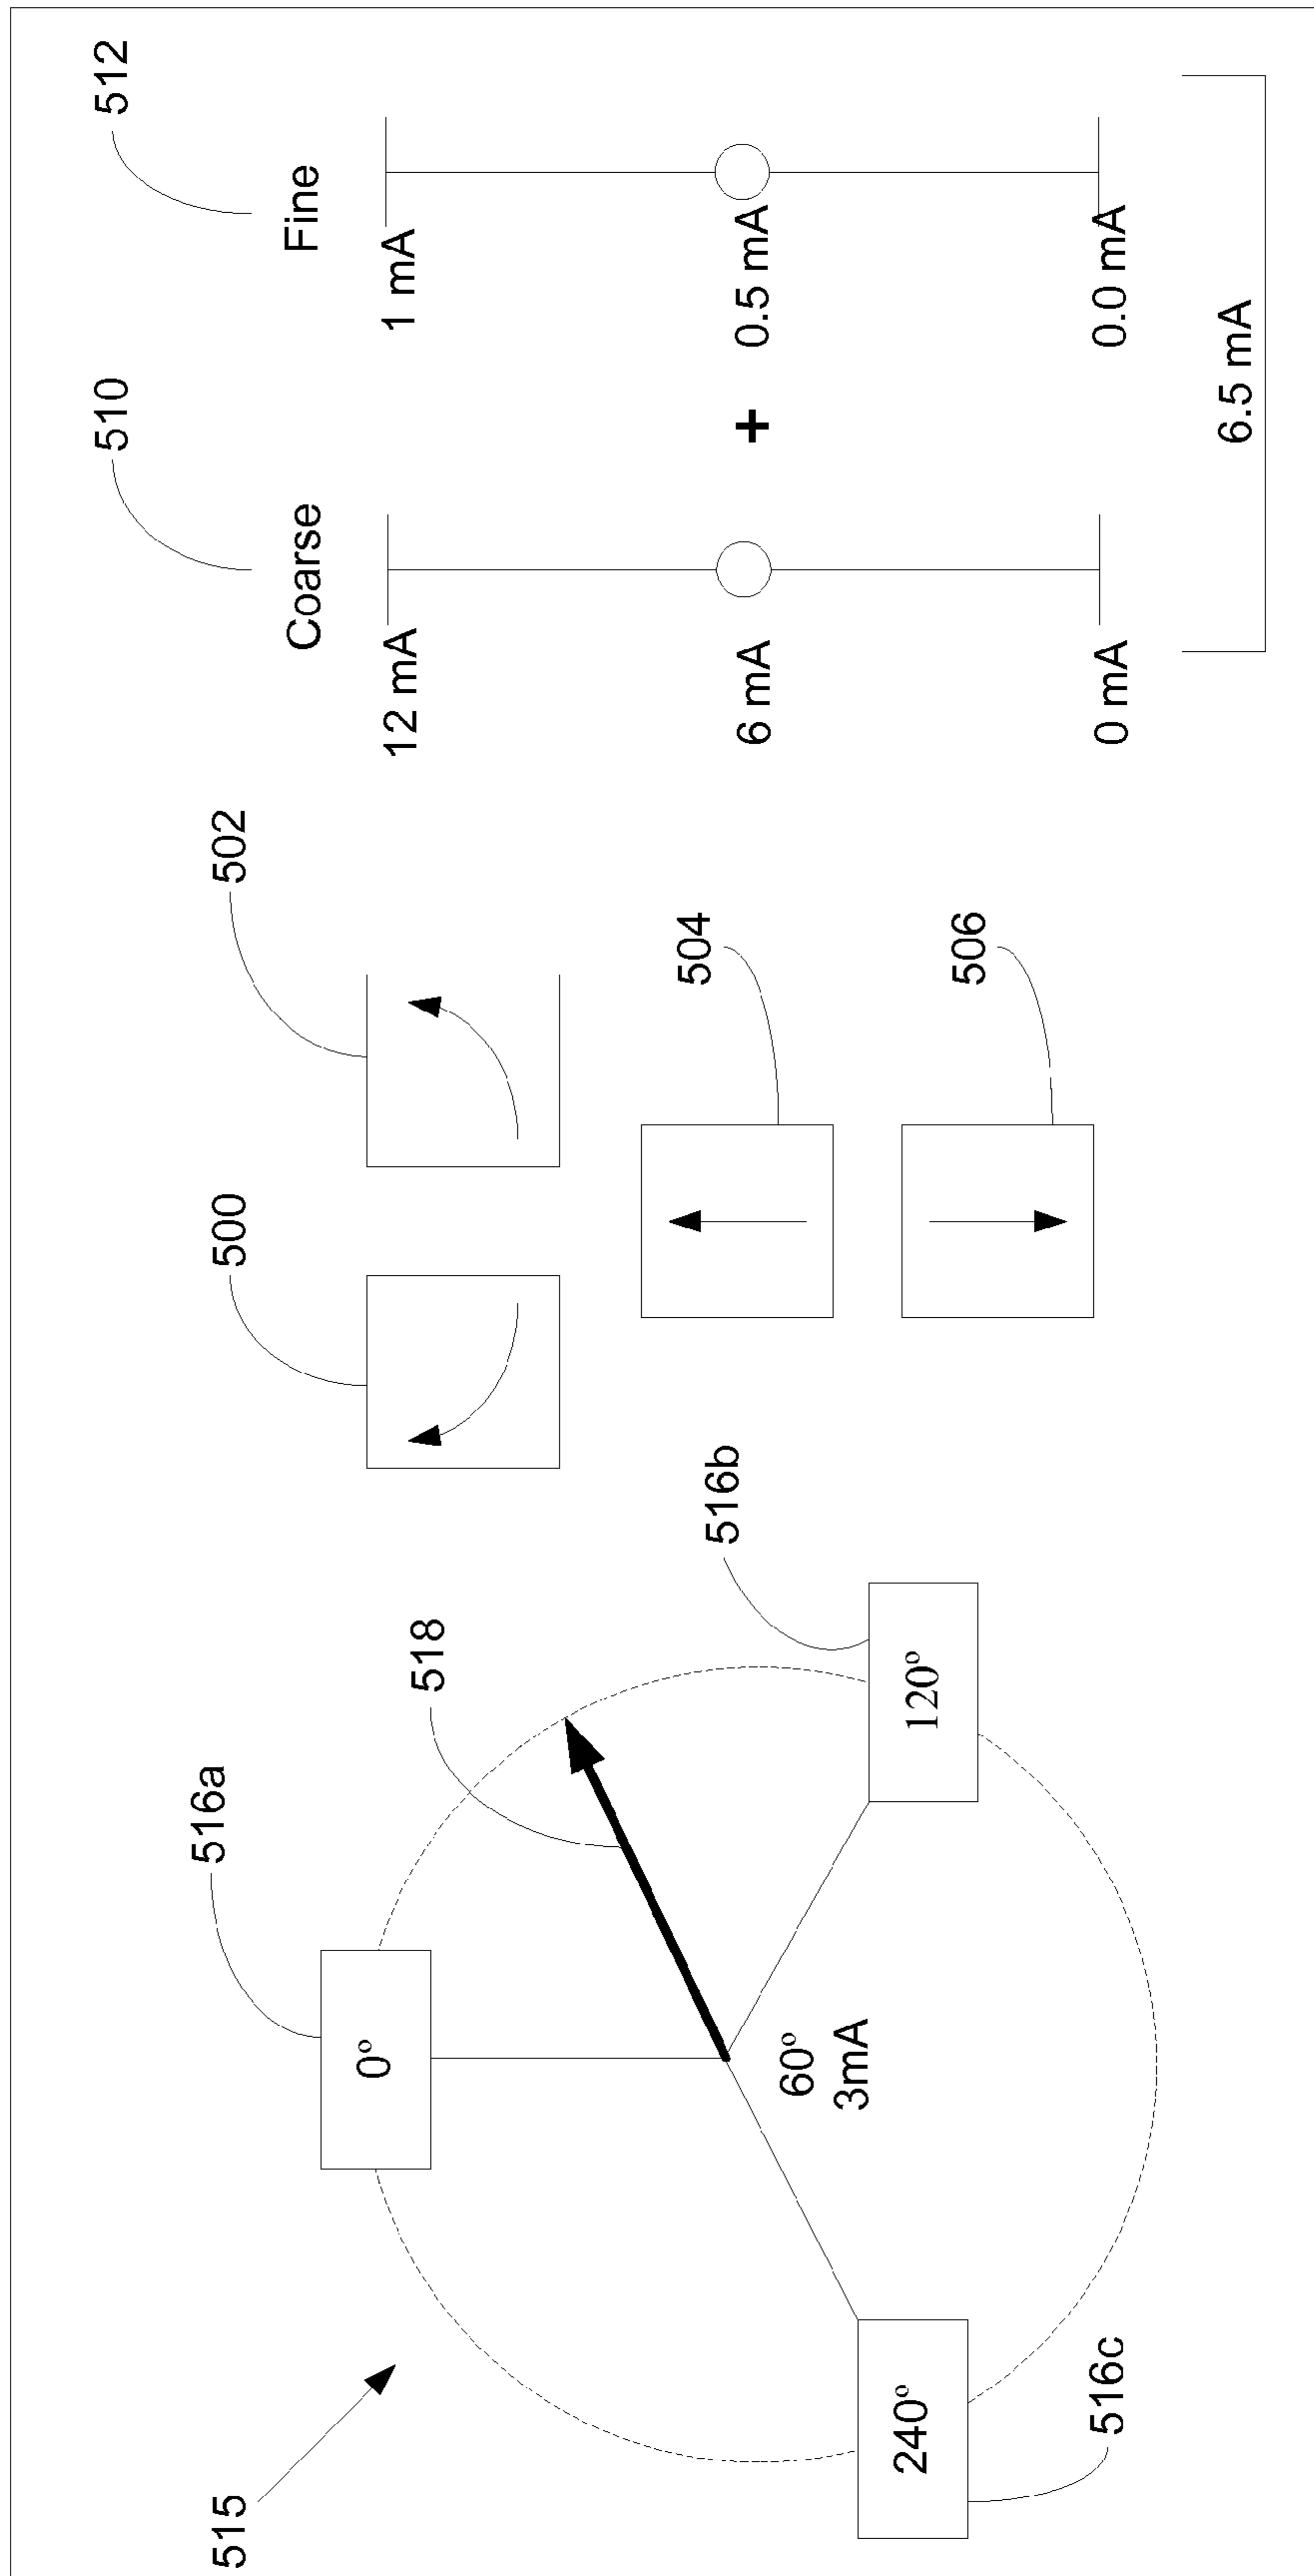 515
516a
518
516b
516c
0°
120°
240°
60°
3mA
500
502
504
506
510
512
Coarse
Fine
12 mA
1 mA
6 mA
+
0.5 mA
0 mA
0.0 mA
6.5 mA